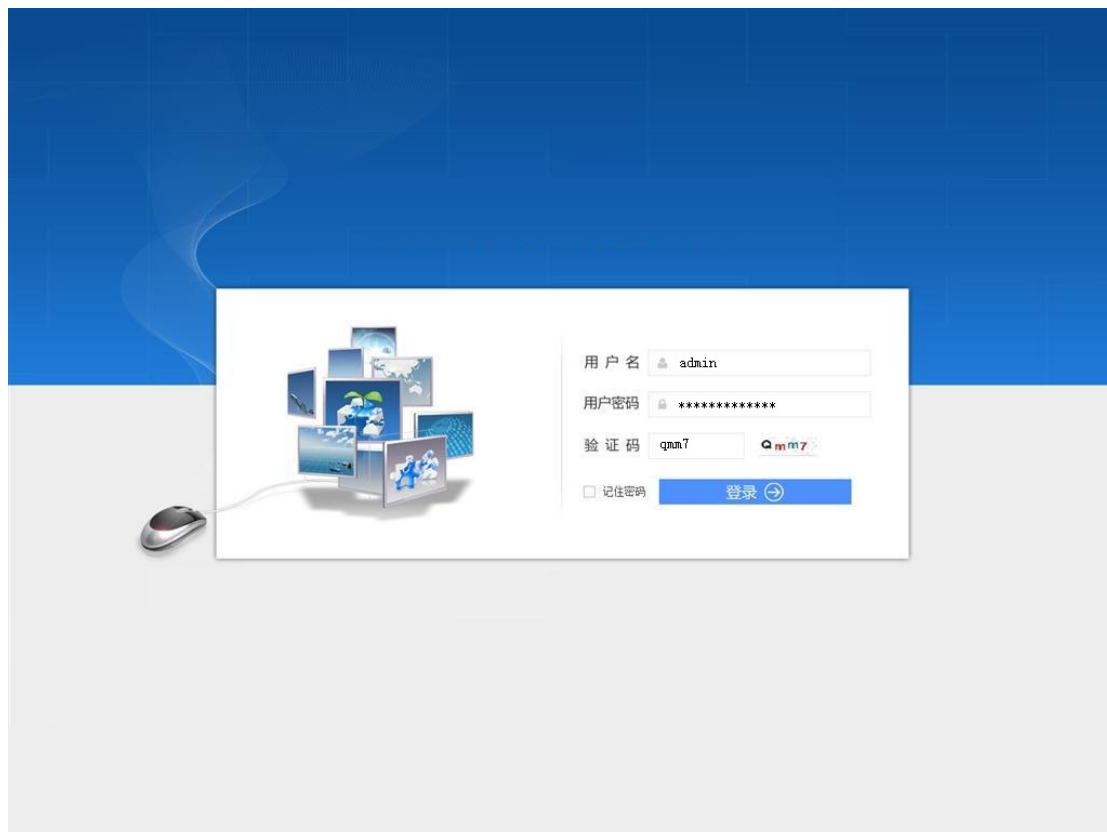 用 户 名 admin
用户密码 *************
验 证 码 qmm7 Qmm7
记住密码 登录